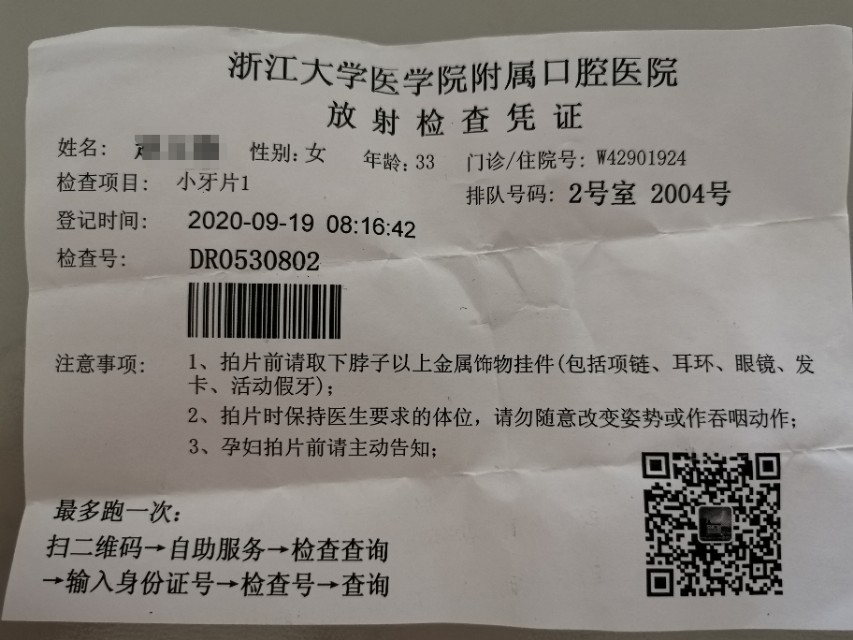 浙江大学医学院附属口腔医院
放射检查凭证
姓名: 性别: 女 年龄: 33 门诊/住院号: W42901924
检查项目: 小牙片1 排队号码: 2号室 2004号
登记时间: 2020-09-19 08:16:42
检查号: DR0530802
注意事项: 1、拍片前请取下脖子以上金属饰物挂件(包括项链、耳环、眼镜、发
卡、活动假牙);
2、拍片时保持医生要求的体位, 请勿随意改变姿势或作吞咽动作;
3、孕妇拍片前请主动告知;
最多跑一次:
扫二维码→自助服务→检查查询
→输入身份证号→检查号→查询